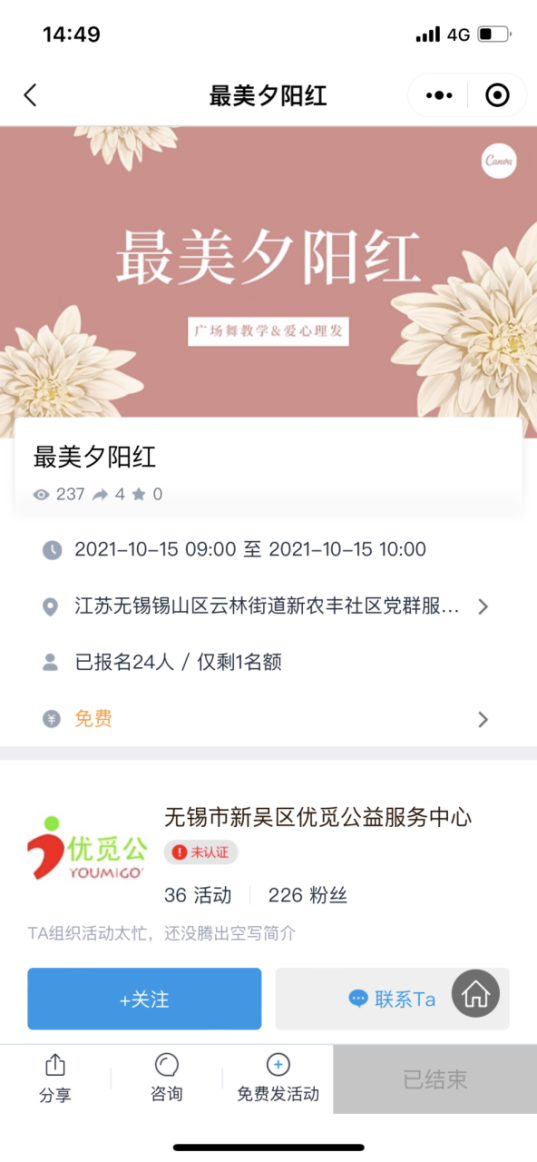 14:49
4G
最美夕阳红
Canva
最美夕阳红
广场舞教学&爱心理发
最美夕阳红
237 4 0
2021-10-15 09:00 至 2021-10-15 10:00
江苏无锡锡山区云林街道新农丰社区党群服...
已报名24人 / 仅剩1名额
¥ 免费
无锡市新吴区优觅公益服务中心
优觅公
YOUMIGO
未认证
36 活动 226 粉丝
TA组织活动太忙，还没腾出空写简介
+关注
联系Ta
分享
咨询
免费发活动
已结束